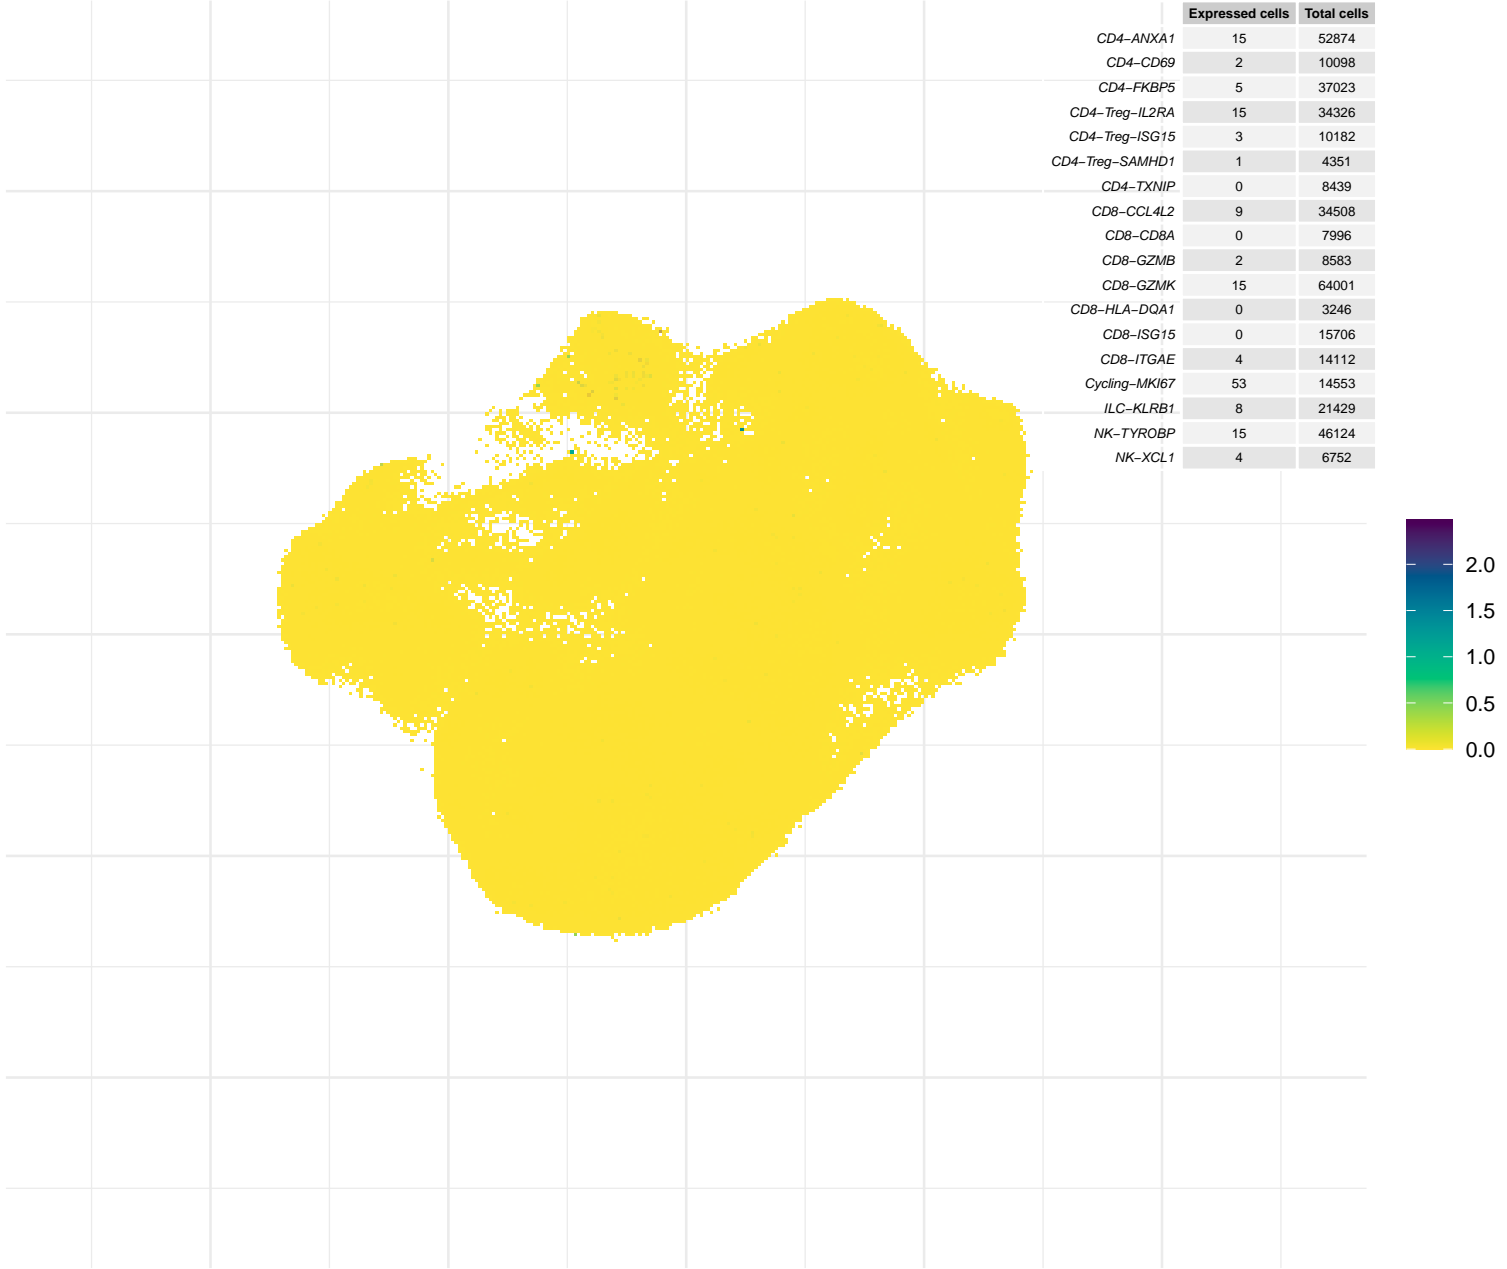 Expressed cells Total cells
CD4−ANXA1 15 52874
CD4−CD69 2 10098
CD4−FKBP5 5 37023
CD4−Treg−IL2RA 15 34326
CD4−Treg−ISG15 3 10182
CD4−Treg−SAMHD1 1 4351
CD4−TXNIP 0 8439
CD8−CCL4L2 9 34508
CD8−CD8A 0 7996
CD8−GZMB 2 8583
CD8−GZMK 15 64001
CD8−HLA−DQA1 0 3246
CD8−ISG15 0 15706
CD8−ITGAE 4 14112
Cycling−MKI67 53 14553
ILC−KLRB1 8 21429
NK−TYROBP 15 46124
NK−XCL1 4 6752
2.0
1.5
1.0
0.5
0.0